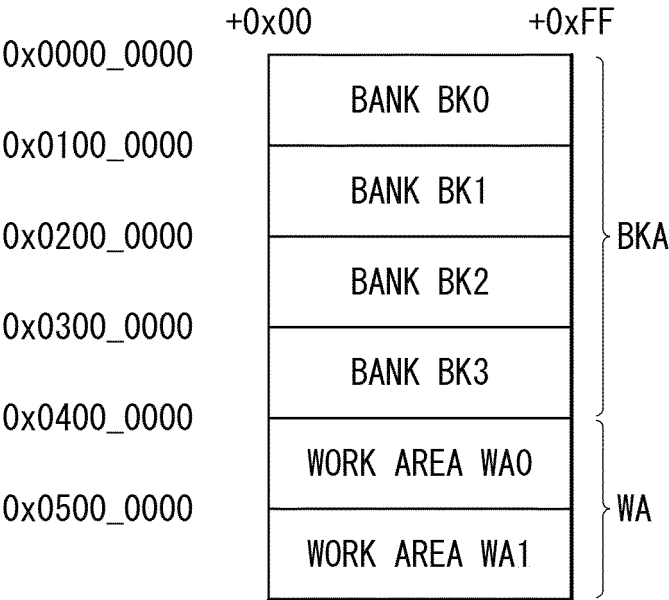 +0x00 +0xFF
0x0000_0000
BANK BK0
0x0100_0000
BANK BK1
0x0200_0000
BKA
BANK BK2
0x0300_0000
BANK BK3
0x0400_0000
WORK AREA WA0
0x0500_0000
WA
WORK AREA WA1